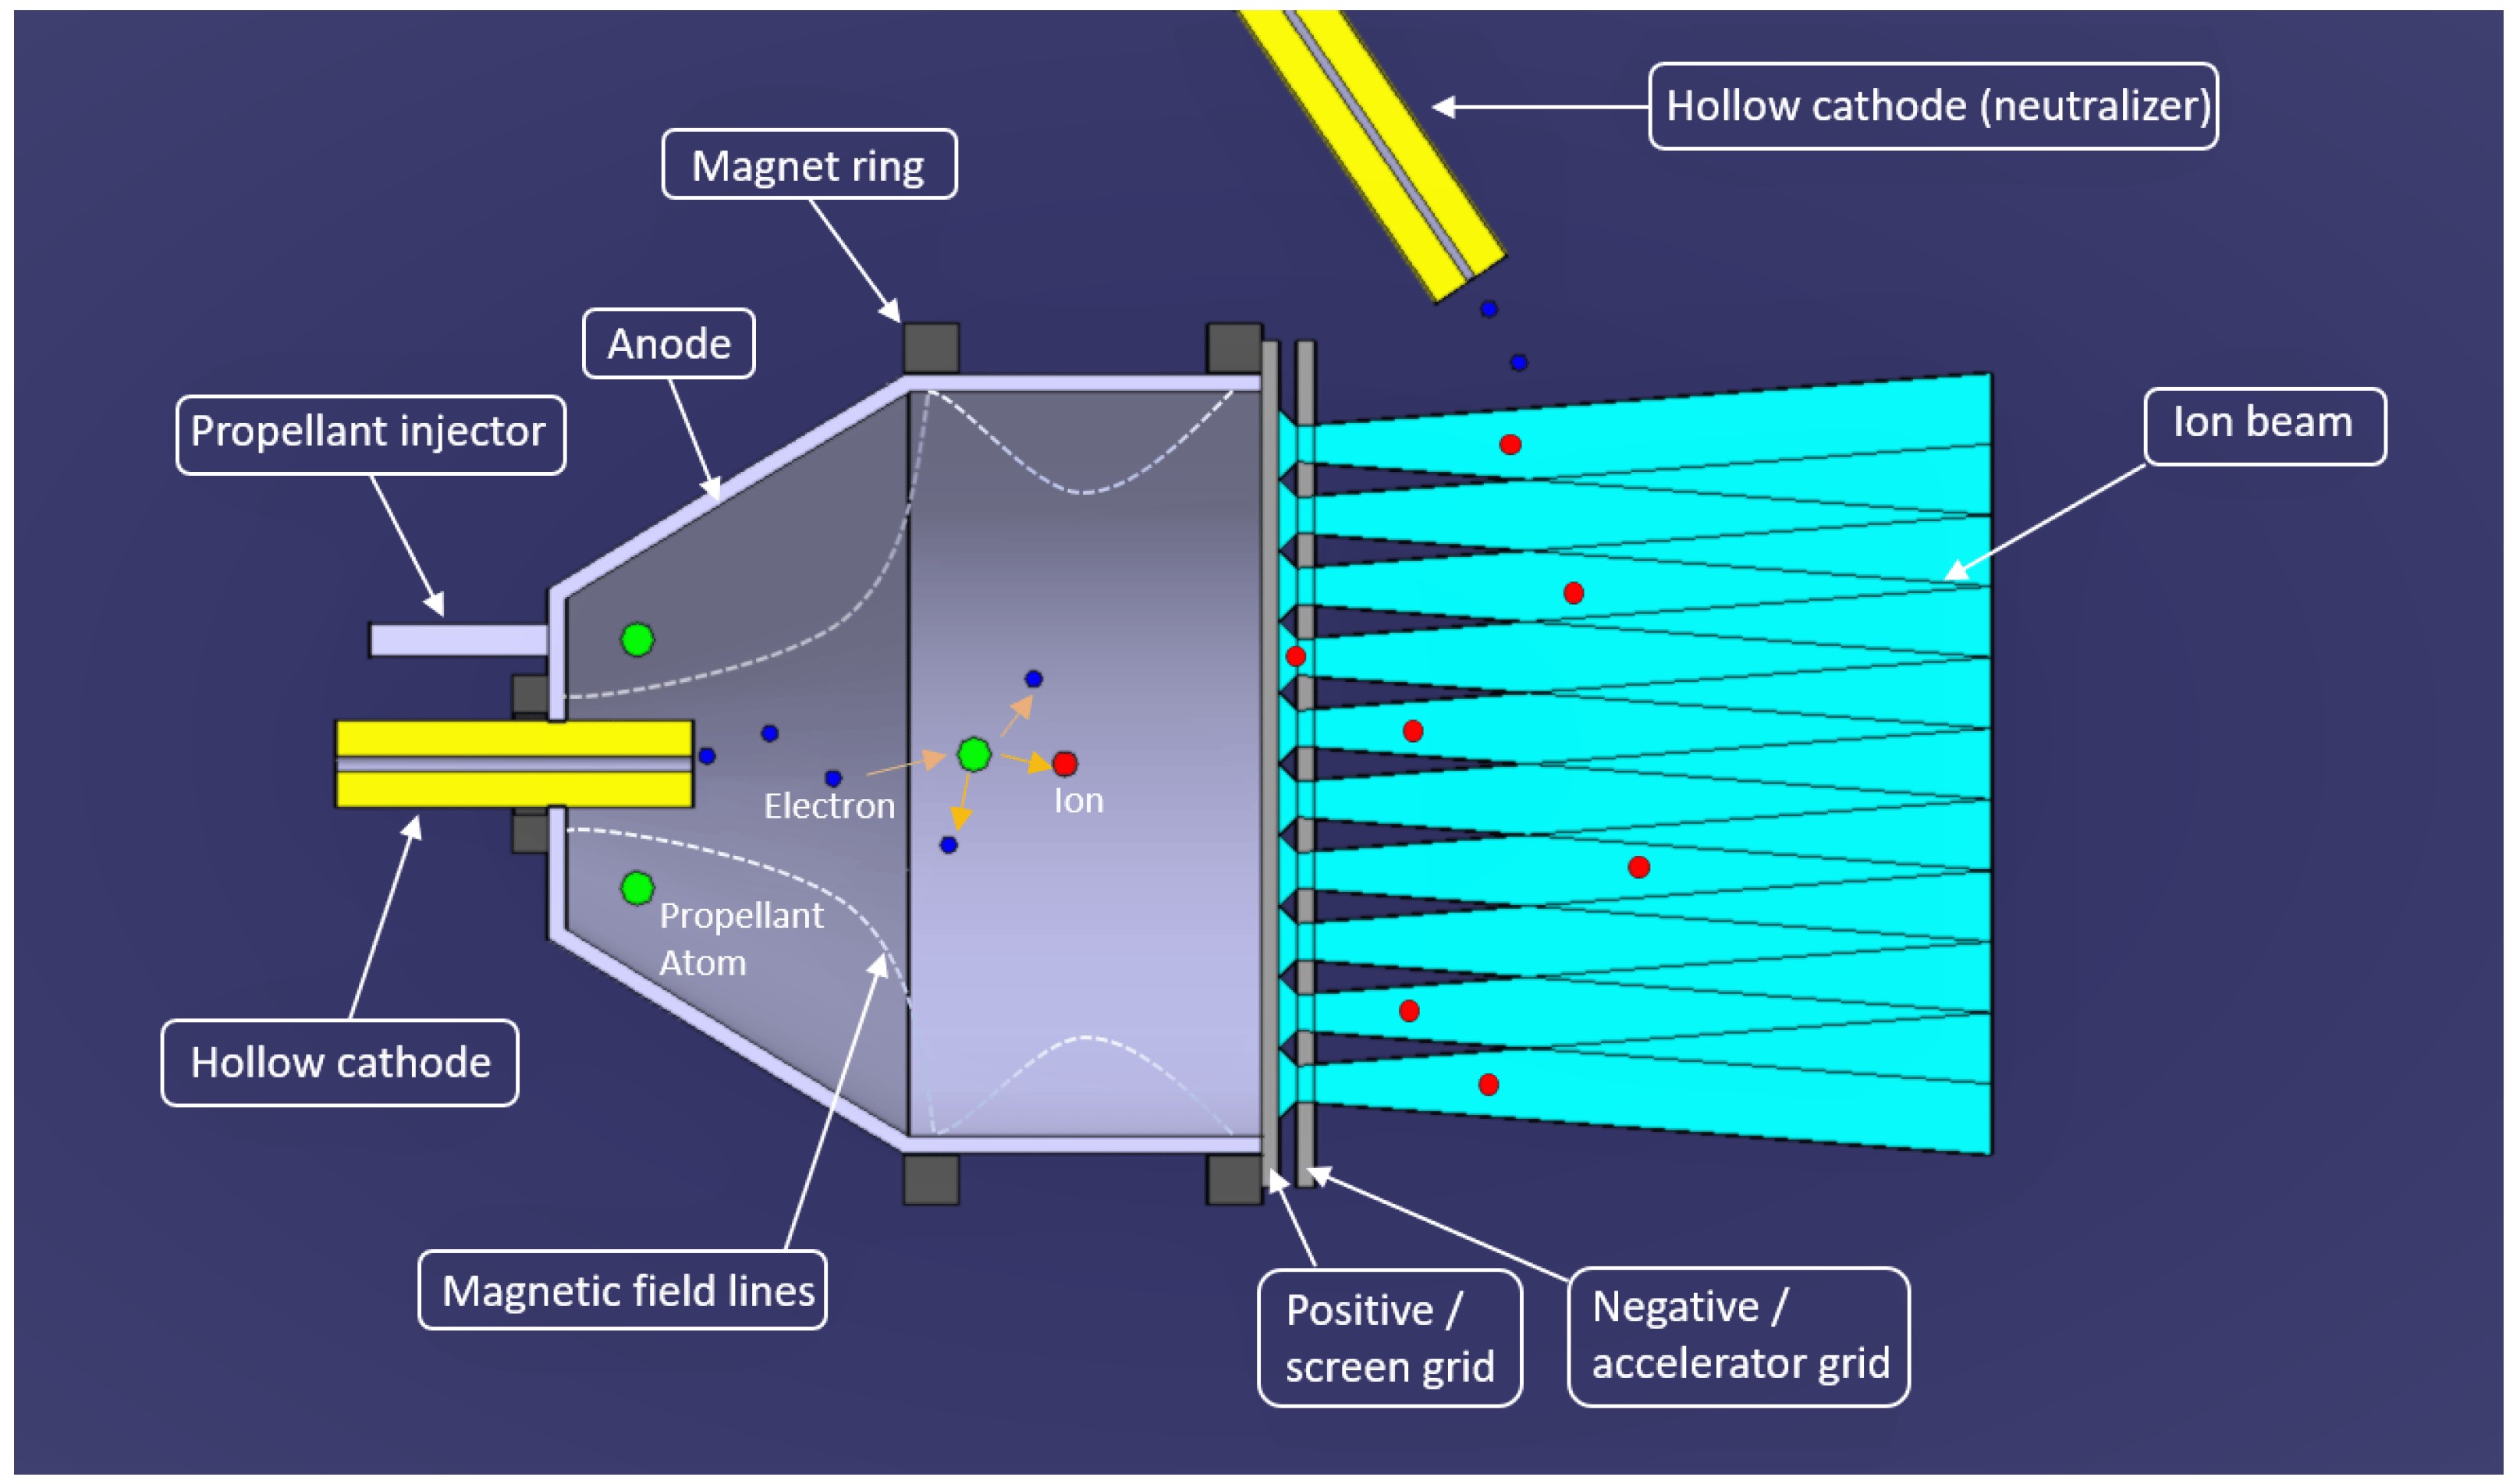 Hollow cathode (neutralizer)
Magnet ring
Anode
Propellant injector
Ion beam
Electron
Ion
Propellant
Atom
Hollow cathode
Magnetic field lines
Positive /
screen grid
Negative /
accelerator grid